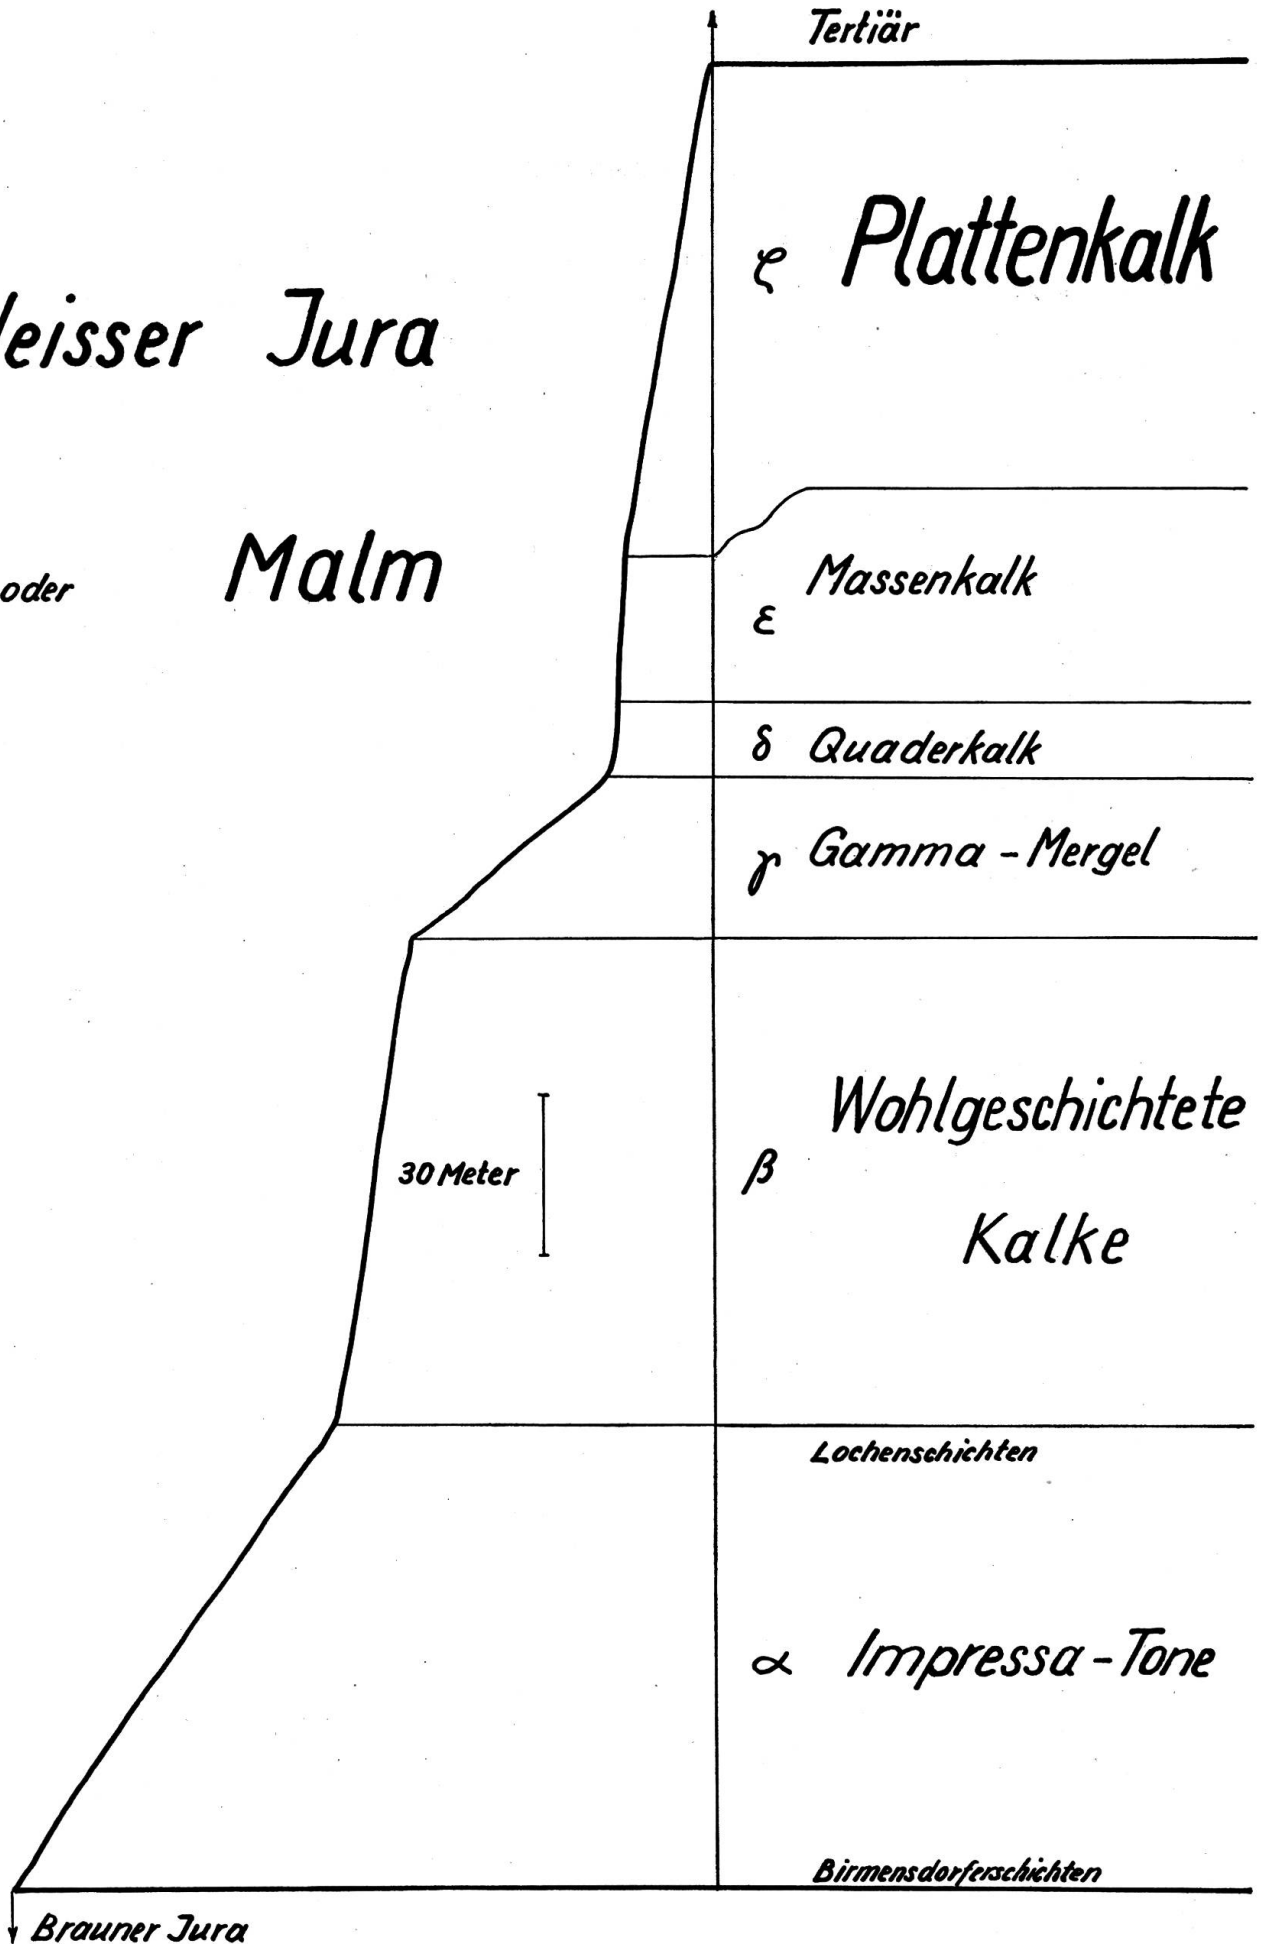 Tertiär
ζ Plattenkalk
eisser Jura
oder Malm
Massenkalk
ε
δ Quaderkalk
γ Gamma - Mergel
Wohlgeschichtete
30 Meter
β
Kalke
Lochenschichten
α Impressa - Tone
Birmensdorferschichten
Brauner Jura